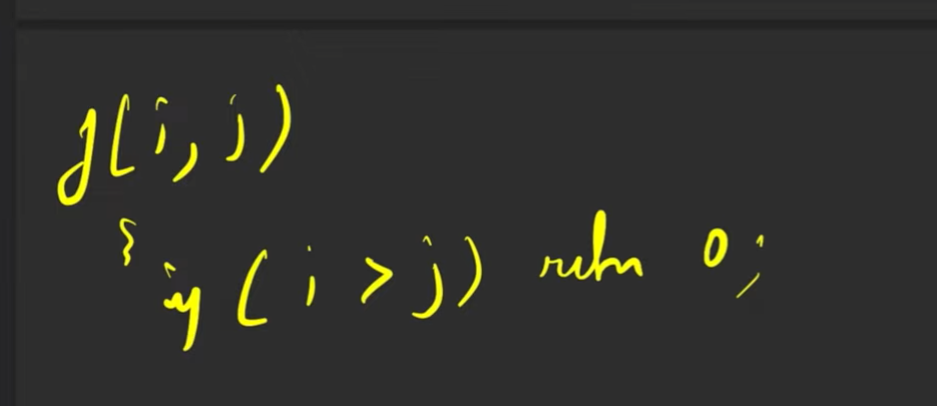 f(i, j)
{
if (i > j) return 0;